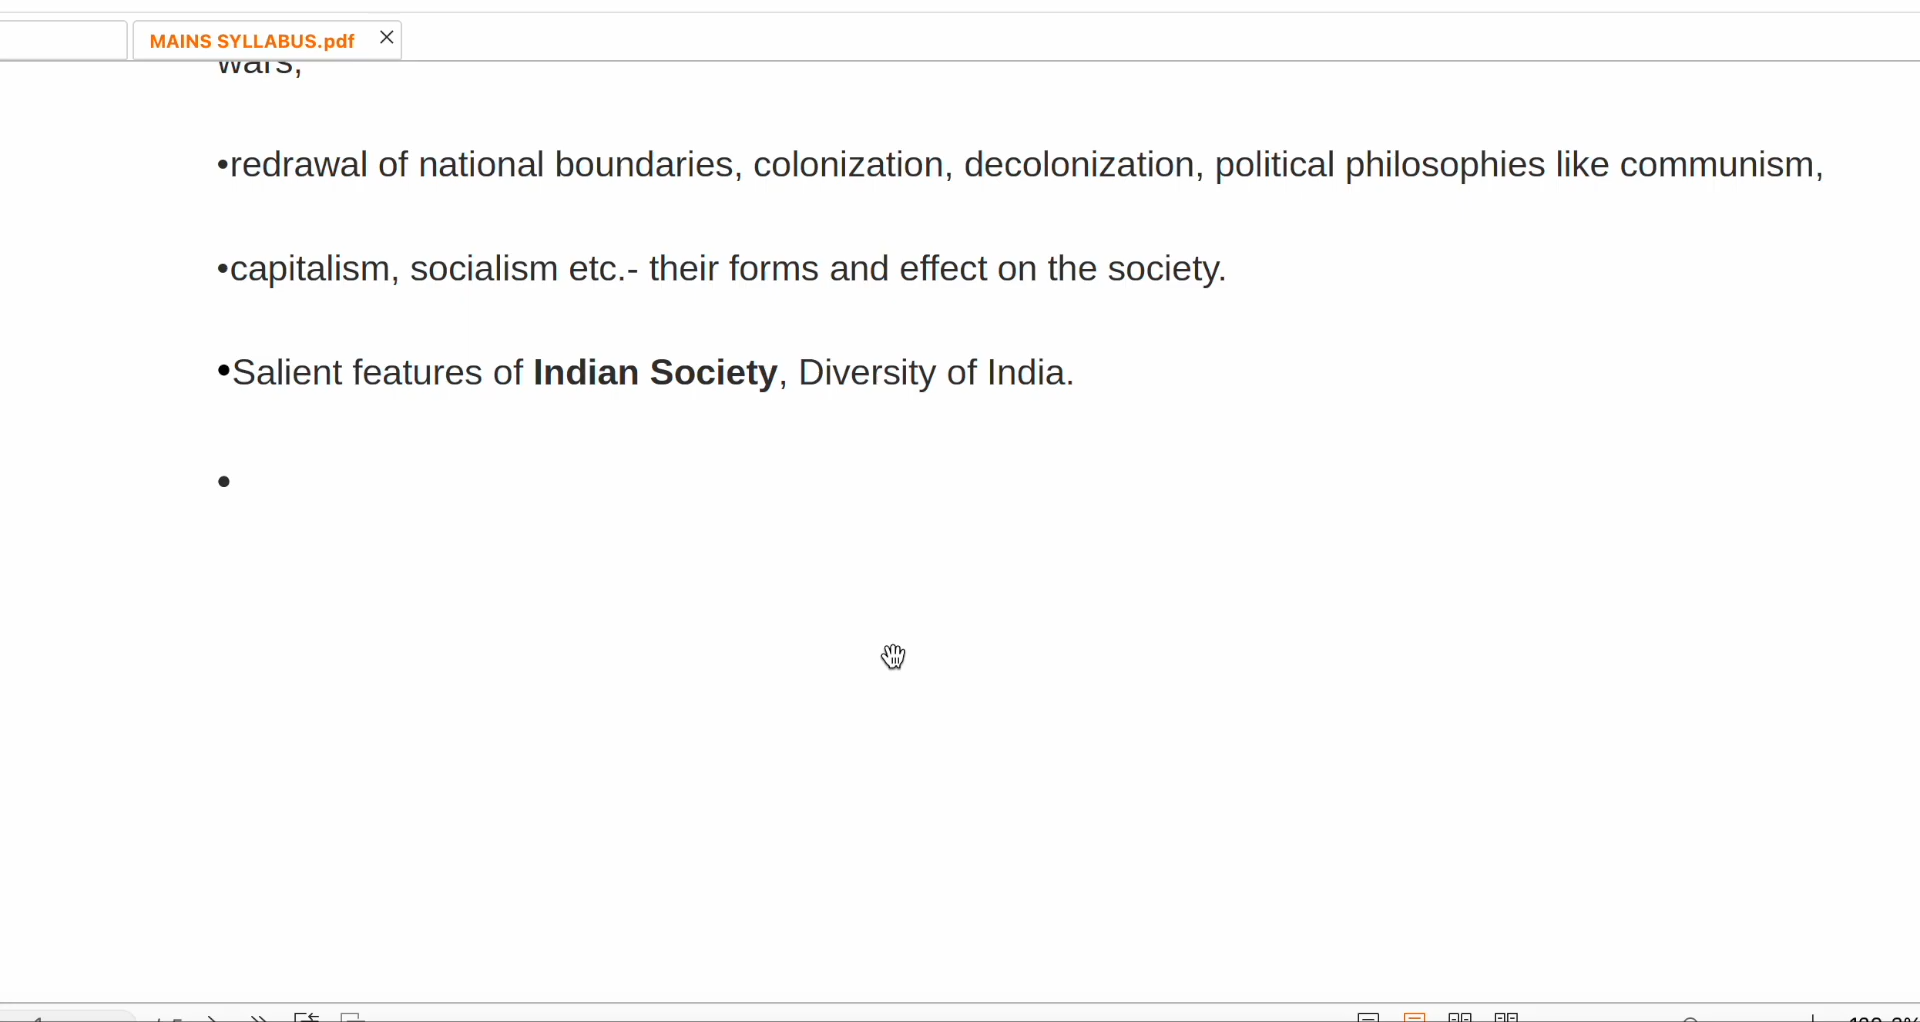 MAINS SYLLABUS.pdf
wars,
•redrawal of national boundaries, colonization, decolonization, political philosophies like communism,
•capitalism, socialism etc.- their forms and effect on the society.
•Salient features of Indian Society, Diversity of India.
•